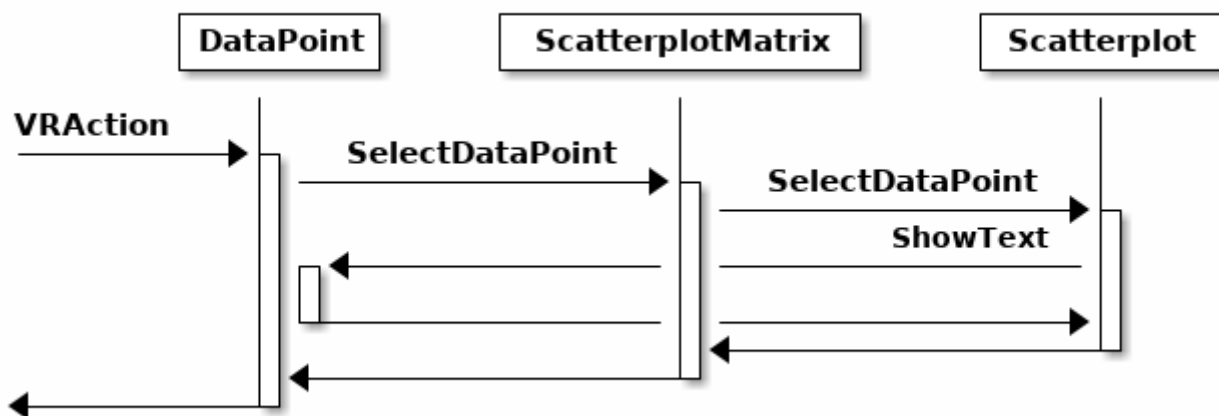 DataPoint
ScatterplotMatrix
Scatterplot
VRAction
SelectDataPoint
SelectDataPoint
ShowText